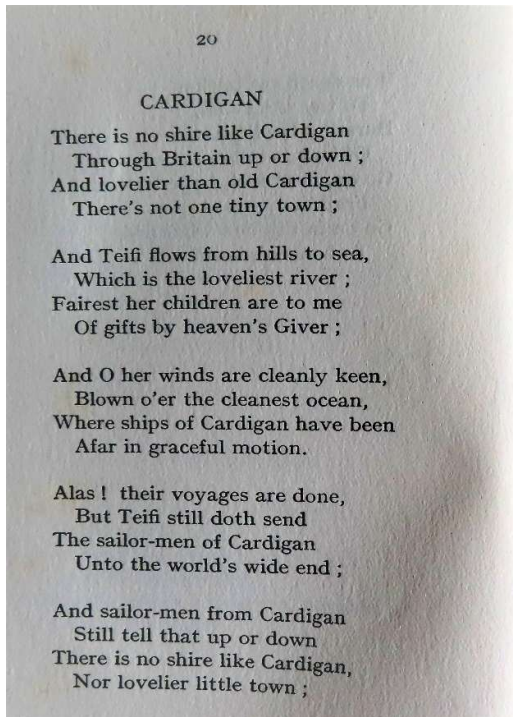 20
CARDIGAN
There is no shire like Cardigan
Through Britain up or down ;
And lovelier than old Cardigan
There's not one tiny town ;
And Teifi flows from hills to sea,
Which is the loveliest river ;
Fairest her children are to me
Of gifts by heaven's Giver ;
And O her winds are cleanly keen,
Blown o'er the cleanest ocean,
Where ships of Cardigan have been
Afar in graceful motion.
Alas ! their voyages are done,
But Teifi still doth send
The sailor-men of Cardigan
Unto the world's wide end ;
And sailor-men from Cardigan
Still tell that up or down
There is no shire like Cardigan,
Nor lovelier little town ;